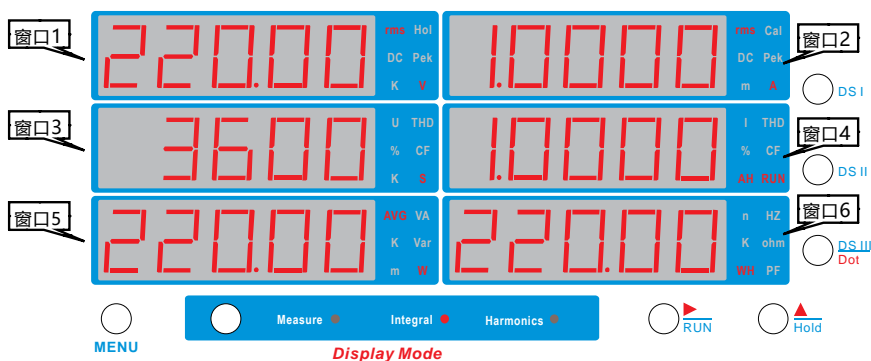 窗口1 220.00 rms Hol DC Pek K V
1.0000 rms Cal DC Pek m A 窗口2 DS I
窗口3 3600 U THD % CF K S
1.0000 I THD % CF AH RUN 窗口4 DS II
窗口5 220.00 AVG VA K Var m W
220.00 n HZ K ohm WH PF 窗口6 DS III Dot
MENU Measure Integral Harmonics RUN Hold
Display Mode